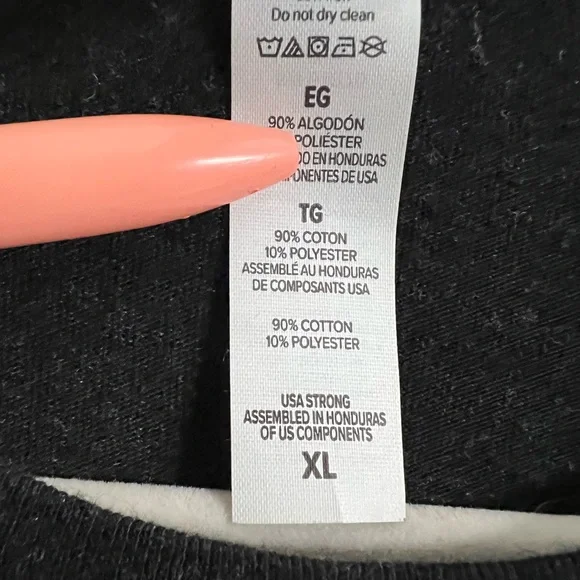 Do not dry clean
EG
90% ALGODÓN
POLIÉSTER
EN HONDURAS
DE USA
TG
90% COTON
10% POLYESTER
ASSEMBLÉ AU HONDURAS
DE COMPOSANTS USA
90% COTTON
10% POLYESTER
USA STRONG
ASSEMBLED IN HONDURAS
OF US COMPONENTS
XL